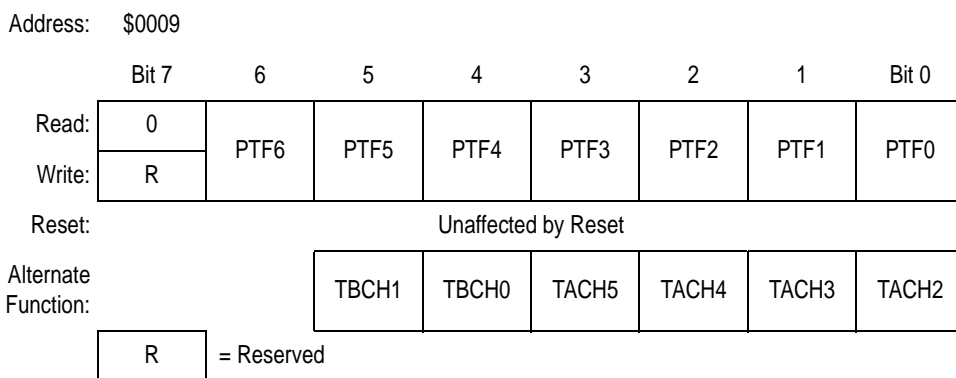 Address: $0009
Bit 7 6 5 4 3 2 1 Bit 0
Read: 0 PTF6 PTF5 PTF4 PTF3 PTF2 PTF1 PTF0
Write: R
Reset: Unaffected by Reset
Alternate
Function: TBCH1 TBCH0 TACH5 TACH4 TACH3 TACH2
R = Reserved